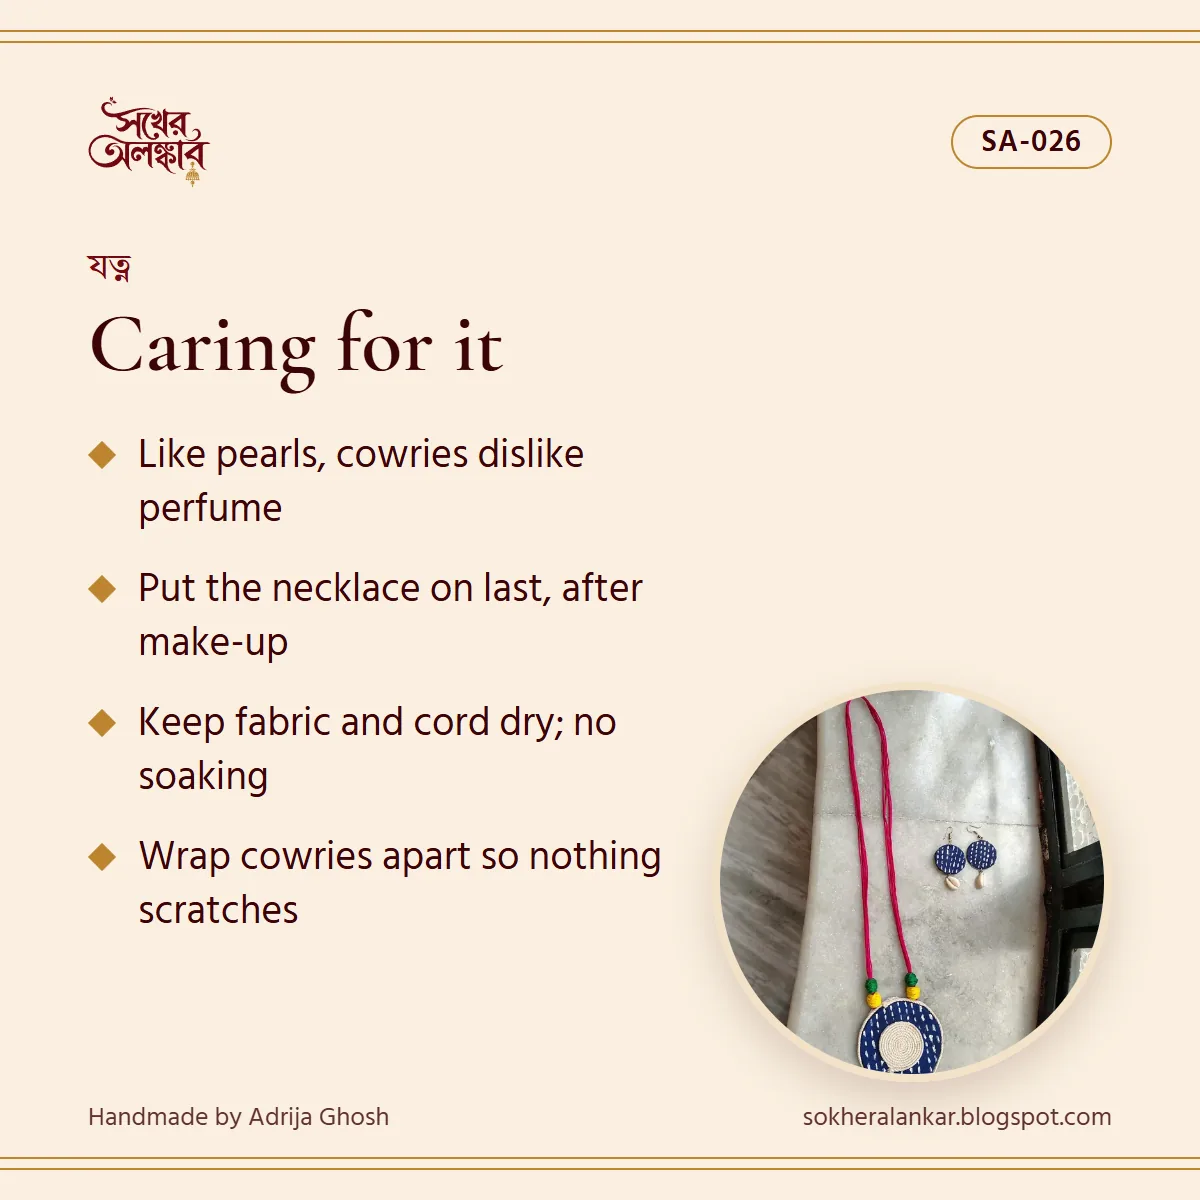 সখের
অলঙ্কার
SA-026
যত্ন
Caring for it
Like pearls, cowries dislike
perfume
Put the necklace on last, after
make-up
Keep fabric and cord dry; no
soaking
Wrap cowries apart so nothing
scratches
Handmade by Adrija Ghosh
sokheralankar.blogspot.com